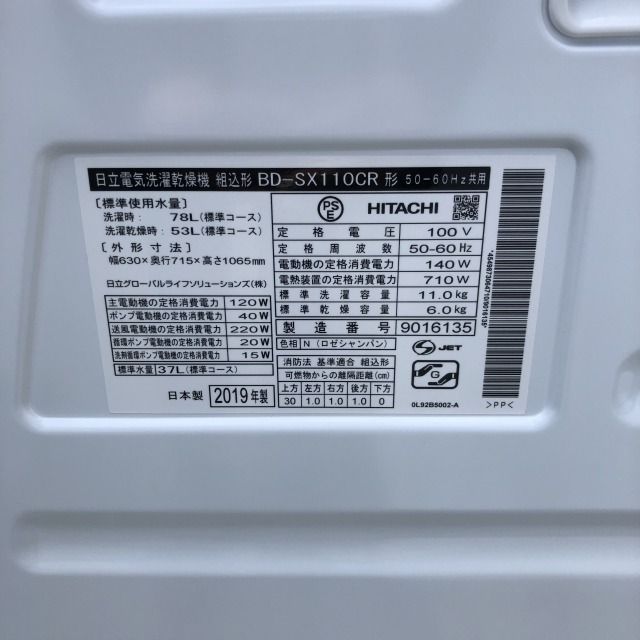 日立電気洗濯乾燥機 組込形 BD-SX110CR 形 50-60Hz共用
[標準使用水量]
洗濯時: 78L(標準コース)
洗濯乾燥時: 53L(標準コース)
[外形寸法]
幅630×奥行715×高さ1065mm
日立グローバルライフソリューションズ(株)
主電動機の定格消費電力 120W
ポンプ電動機の定格消費電力 40W
送風電動機の定格消費電力 220W
循環ポンプ電動機の定格消費電力 20W
洗剤循環ポンプ電動機の定格消費電力 15W
標準水量 37L(標準コース)
日本製 2019年製
PSE HITACHI
定格電圧 100V
定格周波数 50-60Hz
電動機の定格消費電力 140W
電熱装置の定格消費電力 710W
標準洗濯容量 11.0kg
標準乾燥容量 6.0kg
製造番号 9016135
色相 N(ロゼシャンパン)
S JET
消防法 基準適合 組込形
可燃物からの離隔距離(cm)
上方 左方 右方 後方 下方
30 1.0 1.0 1.0 0
G
0L92B5002-A
>PP<